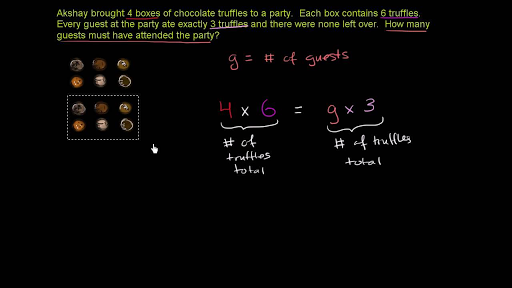 Akshay brought 4 boxes of chocolate truffles to a party. Each box contains 6 truffles.
Every guest at the party ate exactly 3 truffles and there were none left over. How many
guests must have attended the party?
g = # of guests
4 x 6 = g x 3
# of truffles total
# of truffles total